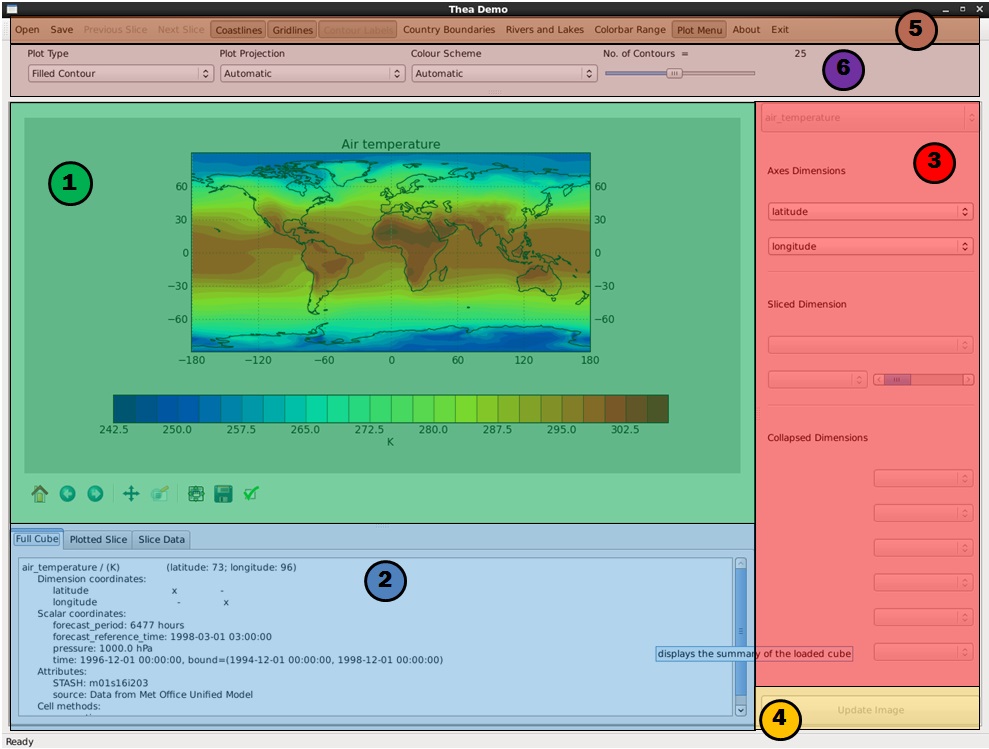 Thea Demo
Open Save Previous Slice Next Slice Coastlines Gridlines Contour Labels Country Boundaries Rivers and Lakes Colorbar Range Plot Menu About Exit
5
Plot Type Plot Projection Colour Scheme No. of Contours = 25
Filled Contour Automatic Automatic
6
air_temperature
Air temperature
1
3
Axes Dimensions
latitude
longitude
60 60
30 30
0 0
−30 −30
−60 −60
−180 −120 −60 0 60 120 180
Sliced Dimension
242.5 250.0 257.5 265.0 272.5 280.0 287.5 295.0 302.5
K
Collapsed Dimensions
Full Cube Plotted Slice Slice Data
air_temperature / (K) (latitude: 73; longitude: 96)
Dimension coordinates:
latitude x -
longitude - x
Scalar coordinates:
forecast_period: 6477 hours
forecast_reference_time: 1998-03-01 03:00:00
pressure: 1000.0 hPa
time: 1996-12-01 00:00:00, bound=(1994-12-01 00:00:00, 1998-12-01 00:00:00)
Attributes:
STASH: m01s16i203
source: Data from Met Office Unified Model
Cell methods:
2
displays the summary of the loaded cube
4
Update Image
Ready